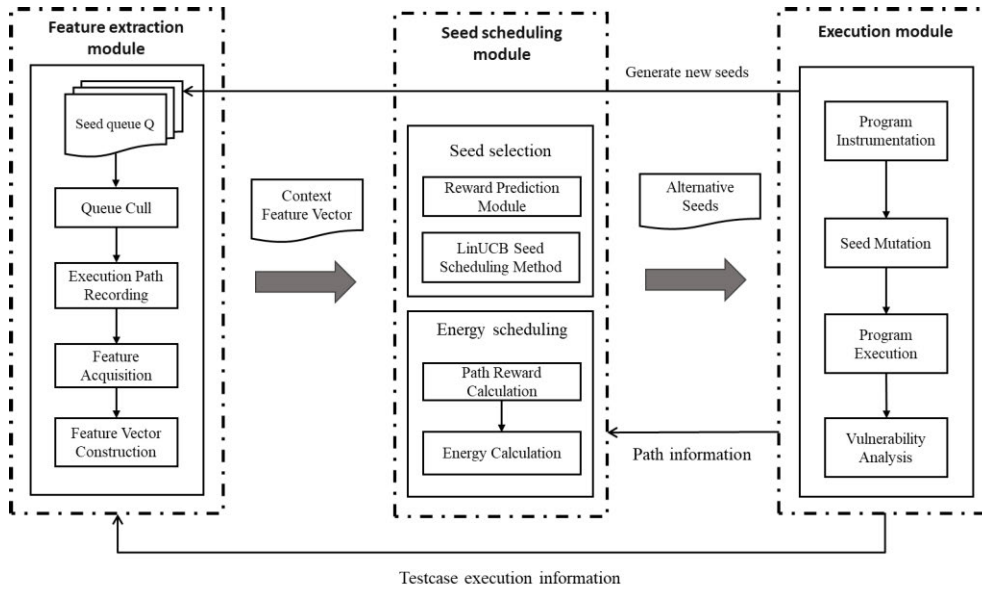 Feature extraction
module
Seed queue Q
Queue Cull
Execution Path
Recording
Feature
Acquisition
Feature Vector
Construction
Context
Feature Vector
Seed scheduling
module
Seed selection
Reward Prediction
Module
LinUCB Seed
Scheduling Method
Energy scheduling
Path Reward
Calculation
Energy Calculation
Generate new seeds
Alternative
Seeds
Path information
Execution module
Program
Instrumentation
Seed Mutation
Program
Execution
Vulnerability
Analysis
Testcase execution information